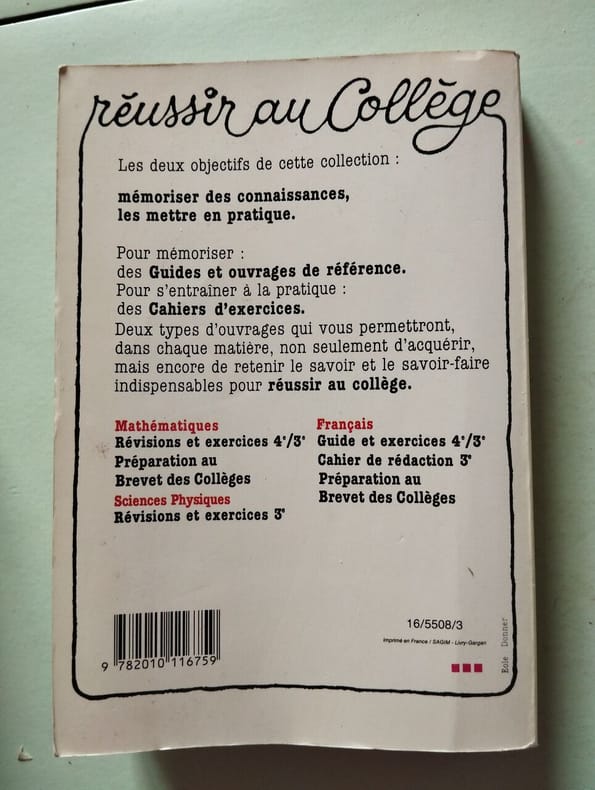 réussir au Collège
Les deux objectifs de cette collection :
mémoriser des connaissances,
les mettre en pratique.
Pour mémoriser :
des Guides et ouvrages de référence.
Pour s'entraîner à la pratique :
des Cahiers d'exercices.
Deux types d'ouvrages qui vous permettront,
dans chaque matière, non seulement d'acquérir,
mais encore de retenir le savoir et le savoir-faire
indispensables pour réussir au collège.
Mathématiques
Révisions et exercices 4e/3e
Préparation au
Brevet des Collèges
Sciences Physiques
Révisions et exercices 3e
Français
Guide et exercices 4e/3e
Cahier de rédaction 3e
Préparation au
Brevet des Collèges
9 782010 116759
16/5508/3
Imprimé en France / SAGIM - Livry-Gargan
Eole Donner